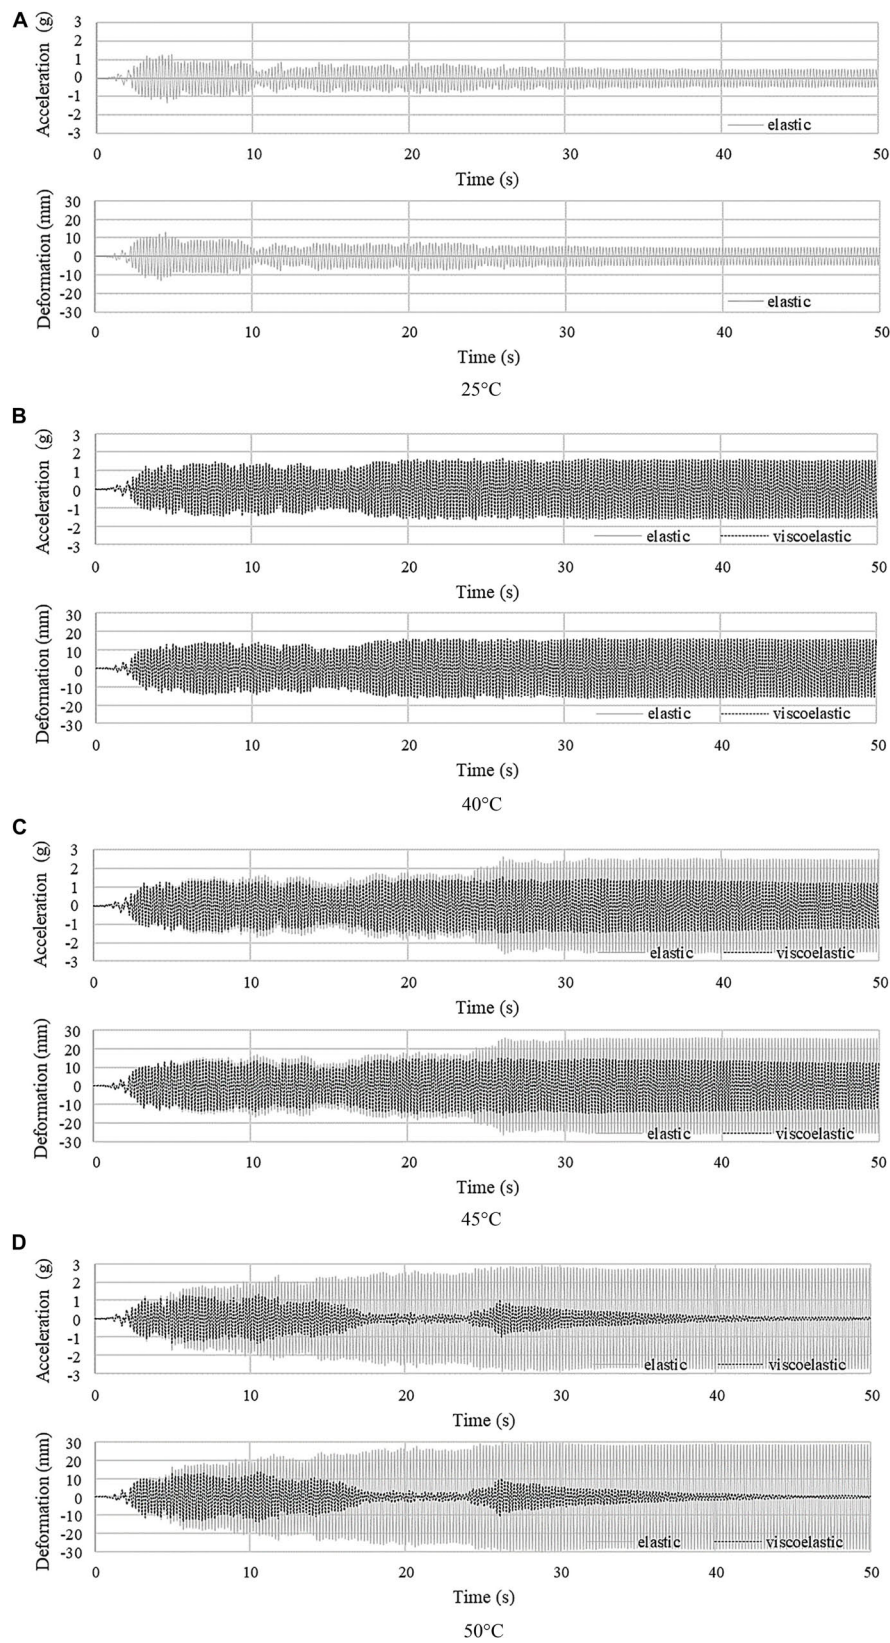 A
Acceleration (g)
3
2
1
0
-1
-2
-3
elastic
0 10 20 30 40 50
Time (s)
Deformation (mm)
30
20
10
0
-10
-20
-30
elastic
0 10 20 30 40 50
Time (s)
25°C
B
Acceleration (g)
3
2
1
0
-1
-2
-3
elastic viscoelastic
0 10 20 30 40 50
Time (s)
Deformation (mm)
30
20
10
0
-10
-20
-30
elastic viscoelastic
0 10 20 30 40 50
Time (s)
40°C
C
Acceleration (g)
3
2
1
0
-1
-2
-3
elastic viscoelastic
0 10 20 30 40 50
Time (s)
Deformation (mm)
30
20
10
0
-10
-20
-30
elastic viscoelastic
0 10 20 30 40 50
Time (s)
45°C
D
Acceleration (g)
3
2
1
0
-1
-2
-3
elastic viscoelastic
0 10 20 30 40 50
Time (s)
Deformation (mm)
30
20
10
0
-10
-20
-30
elastic viscoelastic
0 10 20 30 40 50
Time (s)
50°C